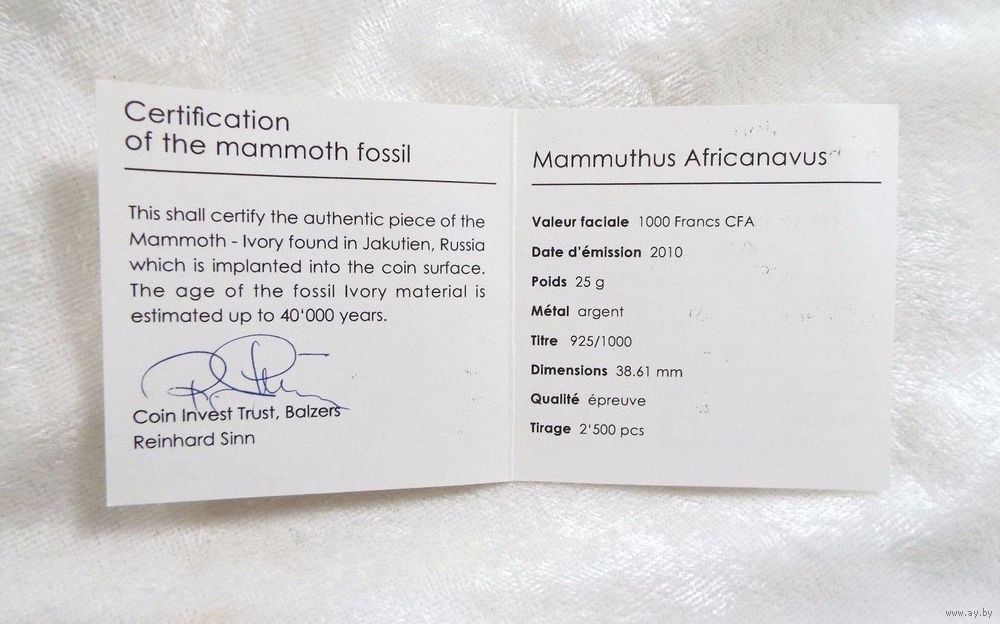 Certification
of the mammoth fossil
This shall certify the authentic piece of the
Mammoth - Ivory found in Jakutien, Russia
which is implanted into the coin surface.
The age of the fossil Ivory material is
estimated up to 40'000 years.
Coin Invest Trust, Balzers
Reinhard Sinn
Mammuthus Africanavus
Valeur faciale 1000 Francs CFA
Date d'émission 2010
Poids 25 g
Métal argent
Titre 925/1000
Dimensions 38.61 mm
Qualité épreuve
Tirage 2'500 pcs
www.ay.by